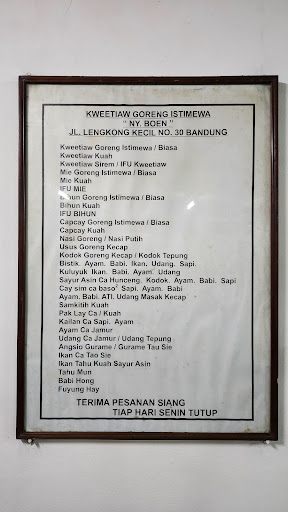 KWEETIAW GORENG ISTIMEWA
" NY. BOEN "
JL. LENGKONG KECIL NO. 30 BANDUNG
Kweetiaw Goreng Istimewa / Biasa
Kweetiaw Kuah
Kweetiaw Sirem / IFU Kweetiaw
Mie Goreng Istimewa / Biasa
Mie Kuah
IFU MIE
Bihun Goreng Istimewa / Biasa
Bihun Kuah
IFU BIHUN
Capcay Goreng Istimewa / Biasa
Capcay Kuah
Nasi Goreng / Nasi Putih
Usus Goreng Kecap
Kodok Goreng Kecap / Kodok Tepung
Bistik. Ayam. Babi. Ikan. Udang. Sapi.
Kuluyuk Ikan. Babi. Ayam. Udang
Sayur Asin Ca Hunceng. Kodok. Ayam. Babi. Sapi
Cay sim ca baso' Sapi. Ayam. Babi
Ayam. Babi. ATI. Udang Masak Kecap
Samkitih Kuah
Pak Lay Ca / Kuah
Kailan Ca Sapi. Ayam
Ayam Ca Jamur
Udang Ca Jamur / Udang Tepung
Angsio Gurame / Gurame Tau Sie
Ikan Ca Tao Sie
Ikan Tahu Kuah Sayur Asin
Tahu Mun
Babi Hong
Fuyung Hay
TERIMA PESANAN SIANG
TIAP HARI SENIN TUTUP